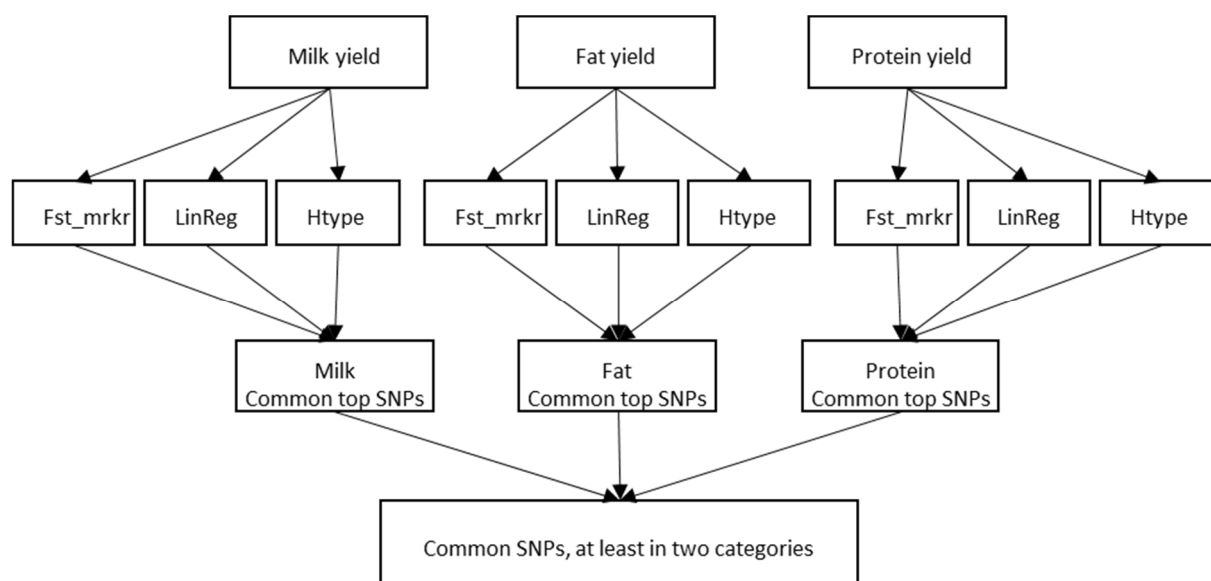 Milk yield
Fat yield
Protein yield
Fst_mrkr
LinReg
Htype
Fst_mrkr
LinReg
Htype
Fst_mrkr
LinReg
Htype
Milk
Common top SNPs
Fat
Common top SNPs
Protein
Common top SNPs
Common SNPs, at least in two categories